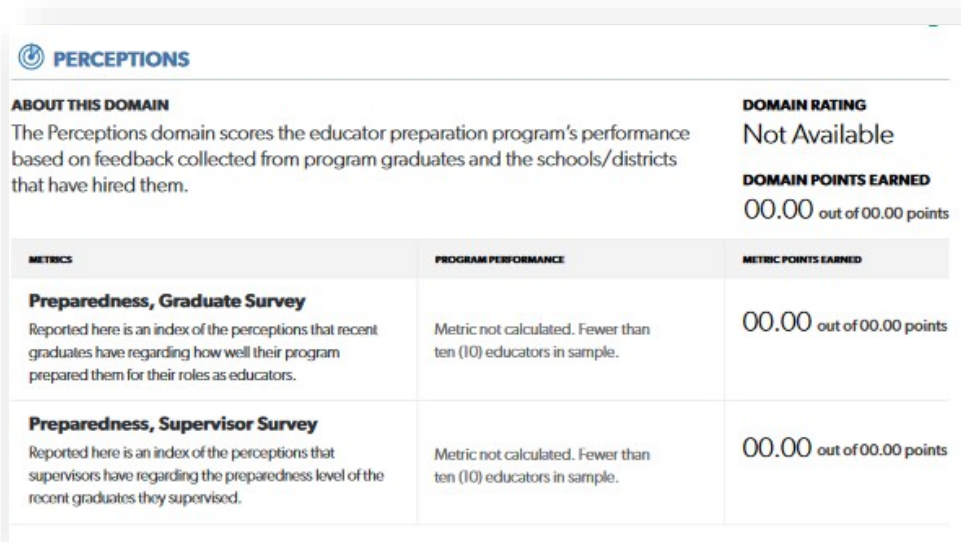 PERCEPTIONS
ABOUT THIS DOMAIN
The Perceptions domain scores the educator preparation program's performance
based on feedback collected from program graduates and the schools/districts
that have hired them.
DOMAIN RATING
Not Available
DOMAIN POINTS EARNED
00.00 out of 00.00 points
METRICS
PROGRAM PERFORMANCE
METRIC POINTS EARNED
Preparedness, Graduate Survey
Reported here is an index of the perceptions that recent
graduates have regarding how well their program
prepared them for their roles as educators.
Metric not calculated. Fewer than
ten (10) educators in sample.
00.00 out of 00.00 points
Preparedness, Supervisor Survey
Reported here is an index of the perceptions that
supervisors have regarding the preparedness level of the
recent graduates they supervised.
Metric not calculated. Fewer than
ten (10) educators in sample.
00.00 out of 00.00 points